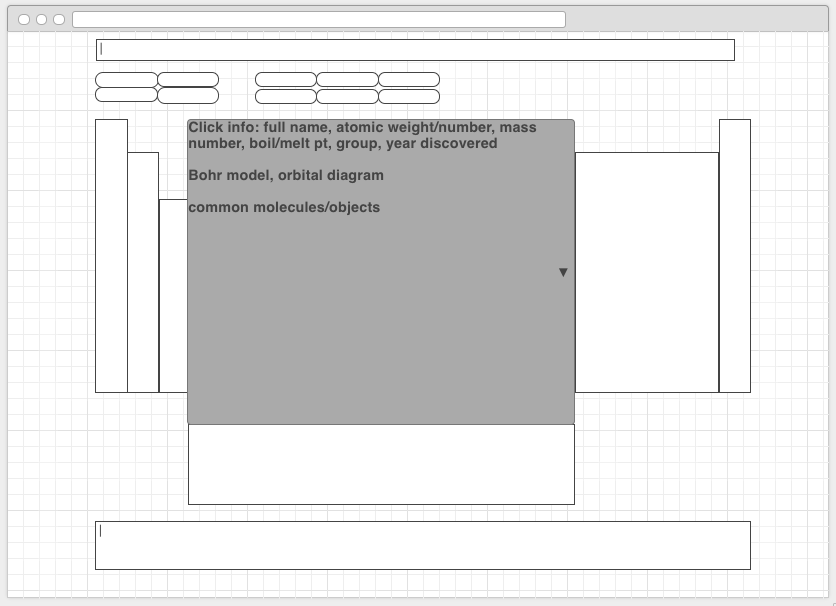 Click info: full name, atomic weight/number, mass
number, boil/melt pt, group, year discovered
Bohr model, orbital diagram
common molecules/objects